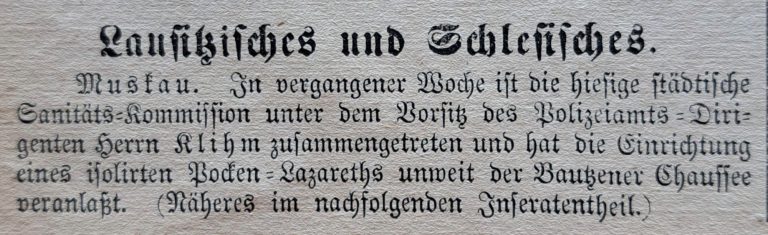 Lausitzisches und Schlesisches.
Muskau. In vergangener Woche ist die hiesige städtische
Sanitäts-Kommission unter dem Vorsitz des Polizeiamts-Diri-
genten Herrn Klihm zusammengetreten und hat die Einrichtung
eines isolirten Pocken-Lazareths unweit der Bautzener Chaussee
veranlaßt. (Näheres im nachfolgenden Inseratentheil.)